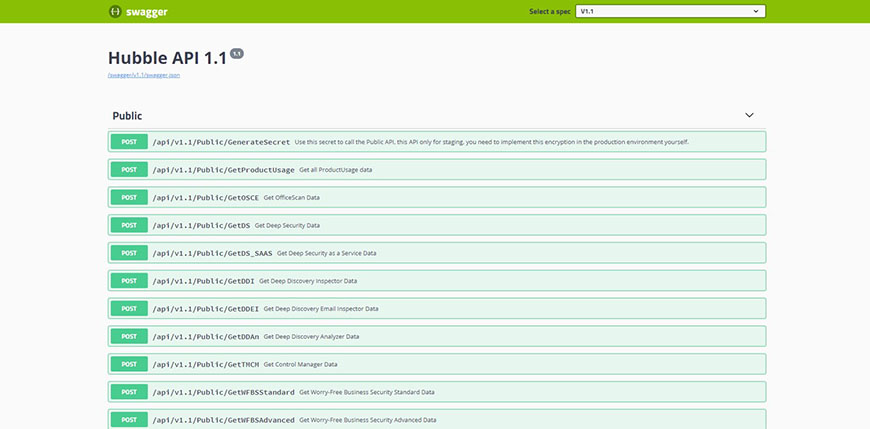 swagger
Select a spec V1.1
Hubble API 1.1 1.1
/swagger/v1.1/swagger.json
Public
POST /api/v1.1/Public/GenerateSecret Use this secret to call the Public API, this API only for staging, you need to implement this encryption in the production environment yourself.
POST /api/v1.1/Public/GetProductUsage Get all ProductUsage data
POST /api/v1.1/Public/GetOSCE Get OfficeScan Data
POST /api/v1.1/Public/GetDS Get Deep Security Data
POST /api/v1.1/Public/GetDS_SAAS Get Deep Security as a Service Data
POST /api/v1.1/Public/GetDDI Get Deep Discovery Inspector Data
POST /api/v1.1/Public/GetDDEI Get Deep Discovery Email Inspector Data
POST /api/v1.1/Public/GetDDAn Get Deep Discovery Analyzer Data
POST /api/v1.1/Public/GetTMCM Get Control Manager Data
POST /api/v1.1/Public/GetWFBSStandard Get Worry-Free Business Security Standard Data
POST /api/v1.1/Public/GetWFBSAdvanced Get Worry-Free Business Security Advanced Data